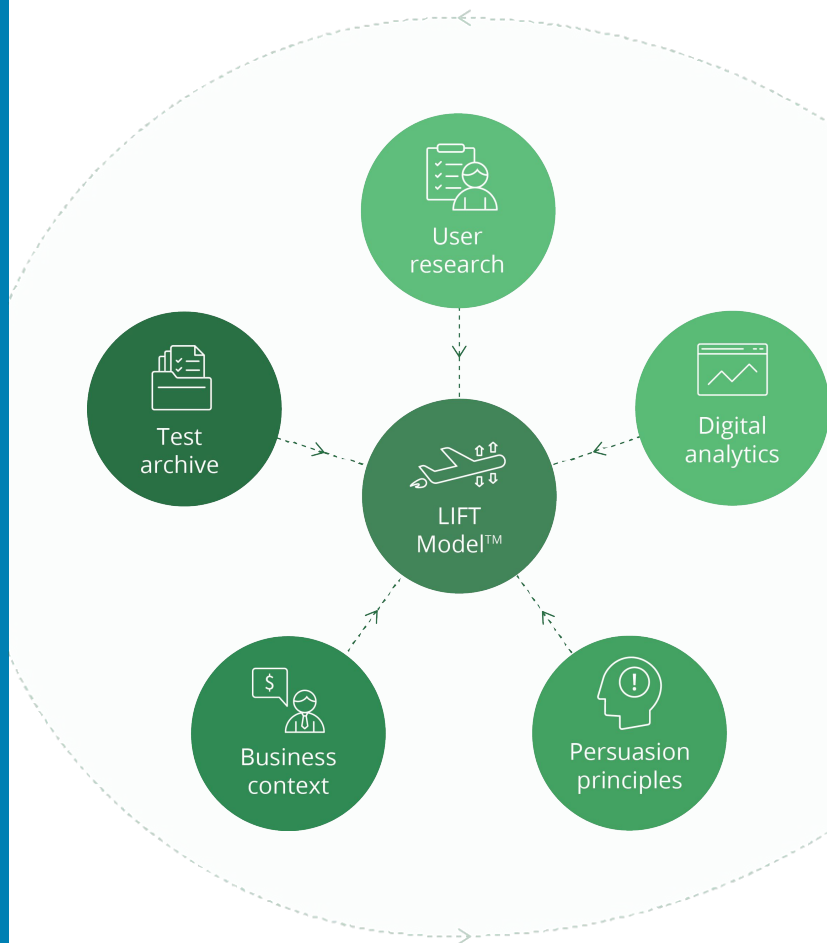 User
research
Test
archive
Digital
analytics
LIFT
Model™
$
Business
context
!
Persuasion
principles